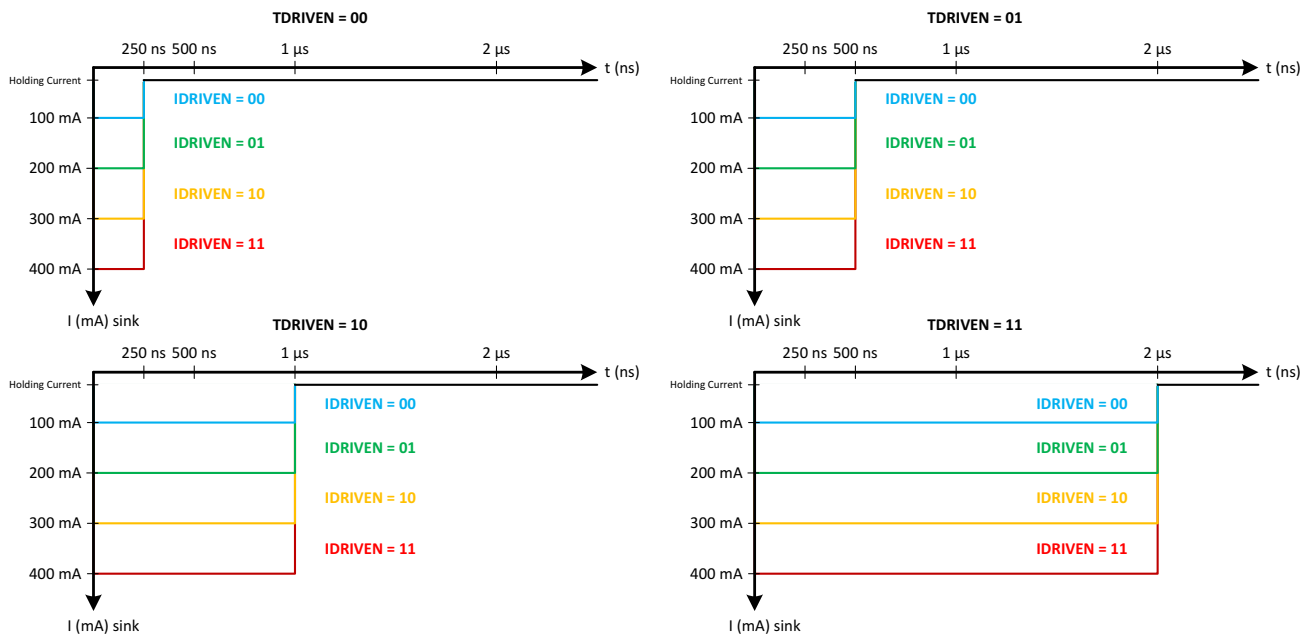 TDRIVEN = 00
250 ns 500 ns 1 µs 2 µs
t (ns)
Holding Current
IDRIVEN = 00
100 mA
IDRIVEN = 01
200 mA
IDRIVEN = 10
300 mA
IDRIVEN = 11
400 mA
I (mA) sink
TDRIVEN = 01
250 ns 500 ns 1 µs 2 µs
t (ns)
Holding Current
IDRIVEN = 00
100 mA
IDRIVEN = 01
200 mA
IDRIVEN = 10
300 mA
IDRIVEN = 11
400 mA
I (mA) sink
TDRIVEN = 10
250 ns 500 ns 1 µs 2 µs
t (ns)
Holding Current
IDRIVEN = 00
100 mA
IDRIVEN = 01
200 mA
IDRIVEN = 10
300 mA
IDRIVEN = 11
400 mA
I (mA) sink
TDRIVEN = 11
250 ns 500 ns 1 µs 2 µs
t (ns)
Holding Current
IDRIVEN = 00
100 mA
IDRIVEN = 01
200 mA
IDRIVEN = 10
300 mA
IDRIVEN = 11
400 mA
I (mA) sink